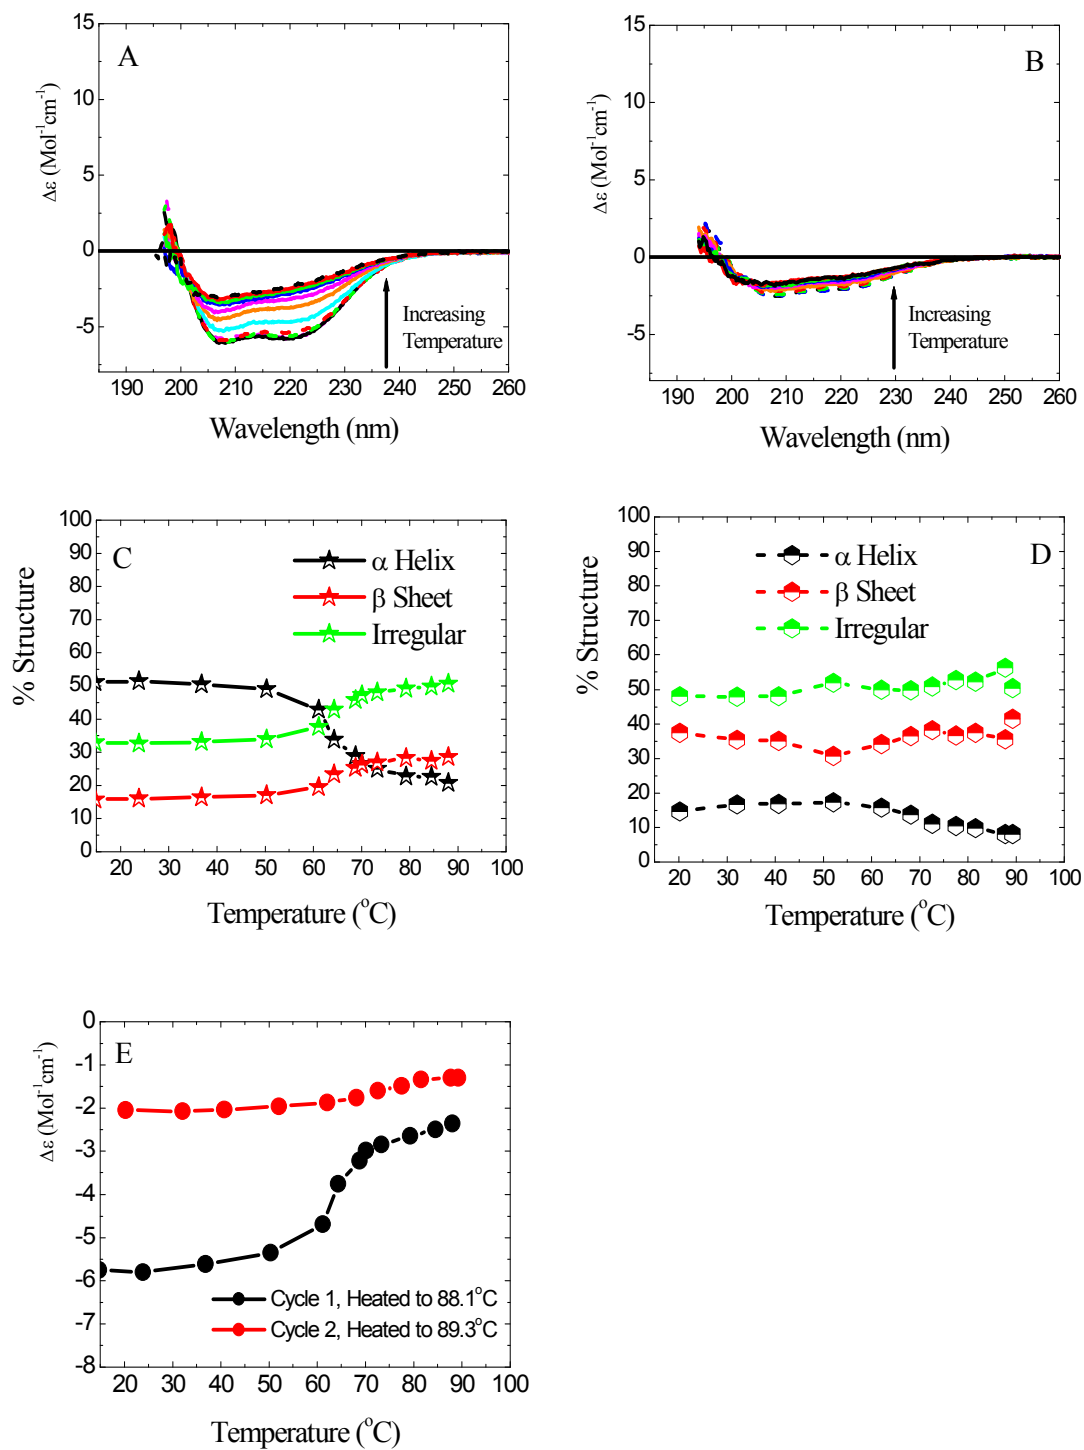 A
Δε (Mol⁻¹cm⁻¹)
15
10
5
0
-5
Increasing
Temperature
190 200 210 220 230 240 250 260
Wavelength (nm)
B
Δε (Mol⁻¹cm⁻¹)
15
10
5
0
-5
Increasing
Temperature
190 200 210 220 230 240 250 260
Wavelength (nm)
C
% Structure
100
90
80
70
60
50
40
30
20
10
0
α Helix
β Sheet
Irregular
20 30 40 50 60 70 80 90 100
Temperature (°C)
D
% Structure
100
90
80
70
60
50
40
30
20
10
0
α Helix
β Sheet
Irregular
20 30 40 50 60 70 80 90 100
Temperature (°C)
E
Δε (Mol⁻¹cm⁻¹)
0
-1
-2
-3
-4
-5
-6
-7
-8
Cycle 1, Heated to 88.1°C
Cycle 2, Heated to 89.3°C
20 30 40 50 60 70 80 90 100
Temperature (°C)